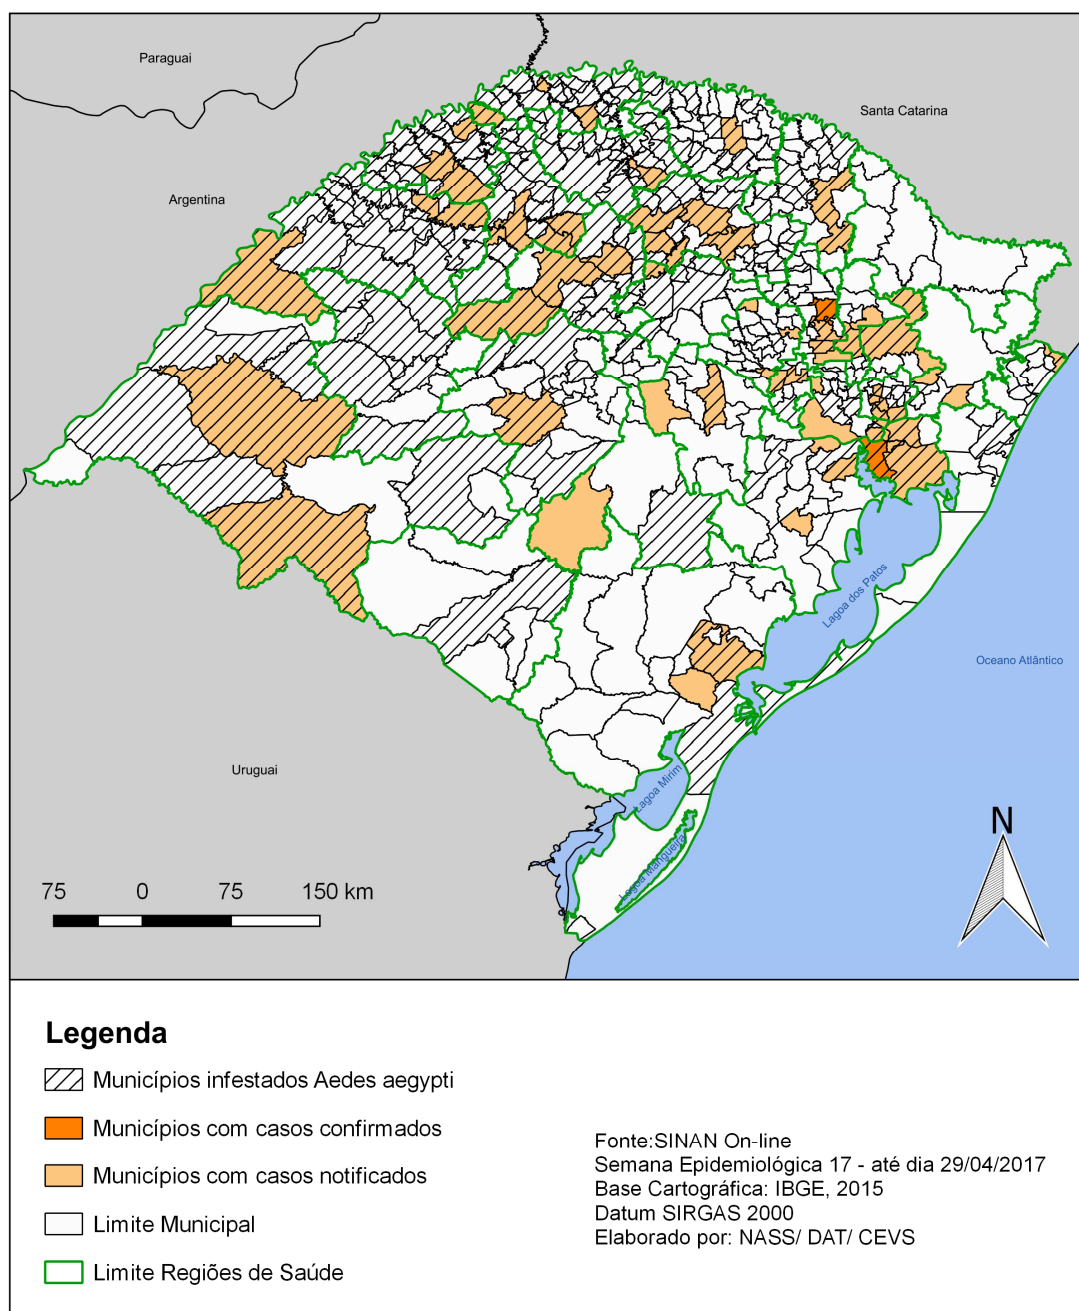 Paraguai
Santa Catarina
Argentina
Lagoa dos Patos
Oceano Atlântico
Uruguai
Lagoa Mirim
Lagoa Mangueira
N
75 0 75 150 km
Legenda
Municípios infestados Aedes aegypti
Municípios com casos confirmados
Municípios com casos notificados
Limite Municipal
Limite Regiões de Saúde
Fonte:SINAN On-line
Semana Epidemiológica 17 - até dia 29/04/2017
Base Cartográfica: IBGE, 2015
Datum SIRGAS 2000
Elaborado por: NASS/ DAT/ CEVS